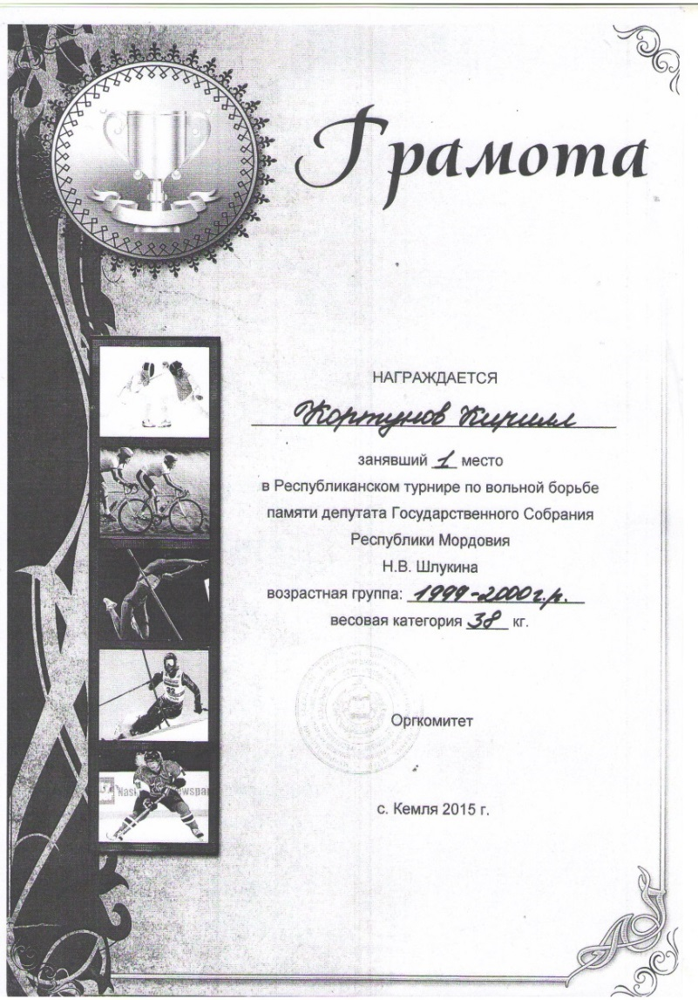 Грамота
НАГРАЖДАЕТСЯ
Кортунов Кирилл
занявший 1 место
в Республиканском турнире по вольной борьбе
памяти депутата Государственного Собрания
Республики Мордовия
Н.В. Шлукина
возрастная группа: 1999-2000г.р.
весовая категория 38 кг.
Оргкомитет
с. Кемля 2015 г.